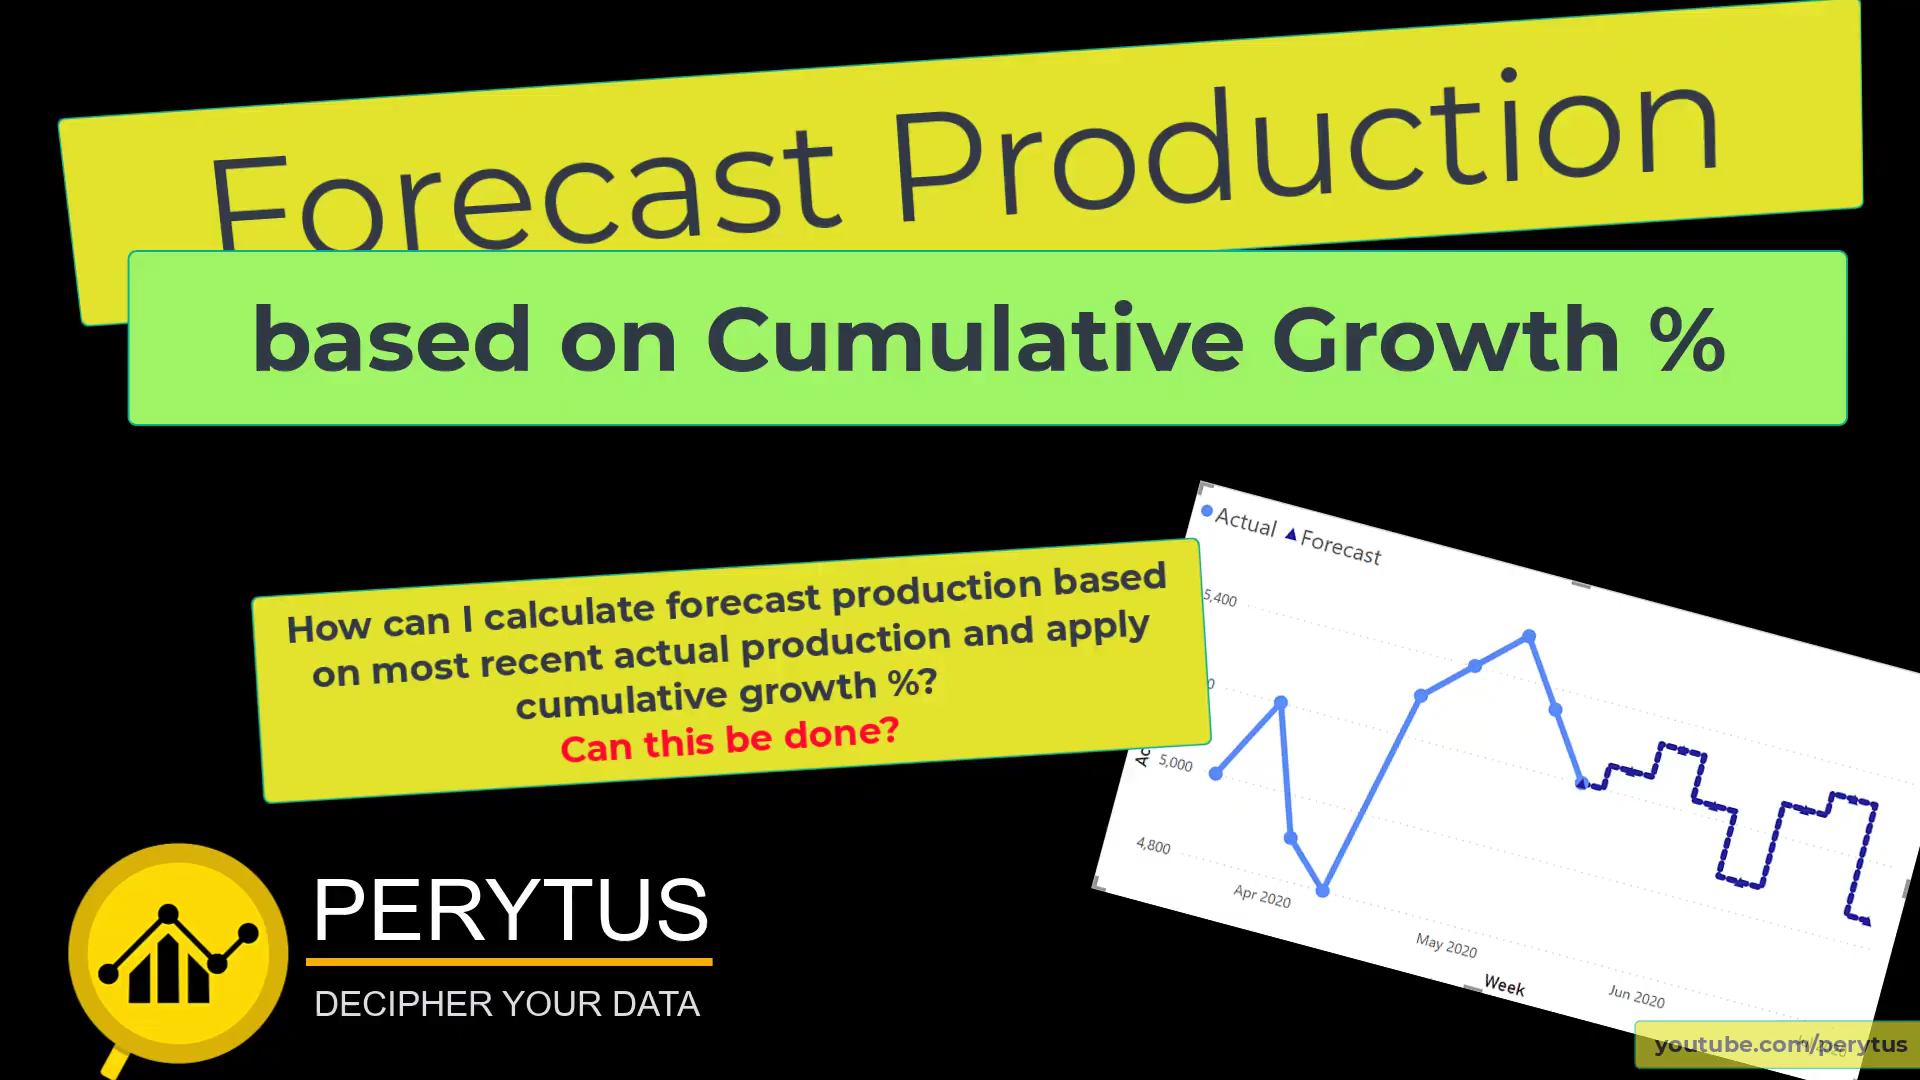 Forecast Production
based on Cumulative Growth %
How can I calculate forecast production based
on most recent actual production and apply
cumulative growth %?
Can this be done?
Actual Forecast
5,400
0
5,000
4,800
Apr 2020
May 2020
Jun 2020
Week
PERYTUS
DECIPHER YOUR DATA
youtube.com/perytus